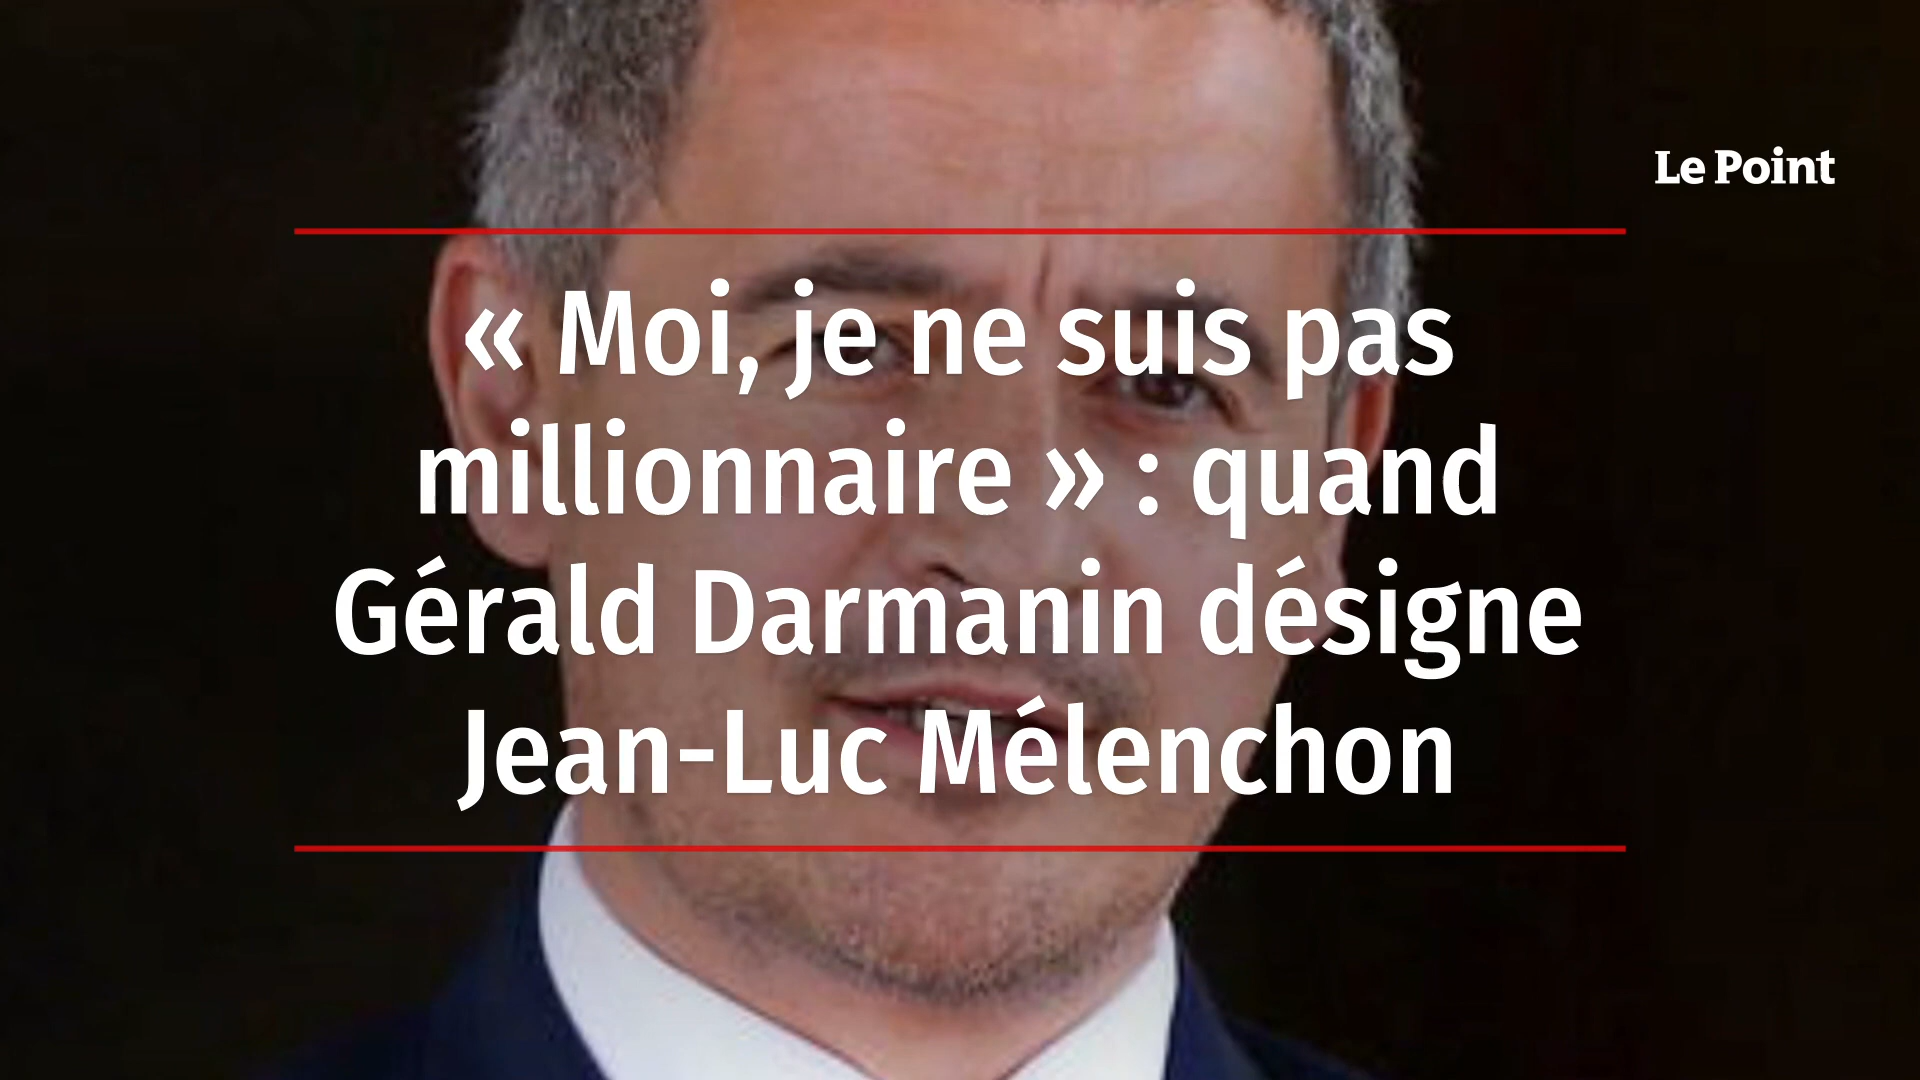 Le Point
« Moi, je ne suis pas
millionnaire » : quand
Gérald Darmanin désigne
Jean-Luc Mélenchon